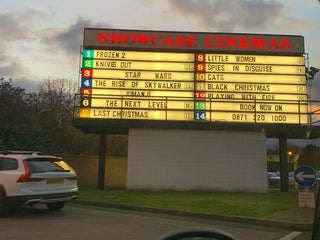 SHOWCASE CINEMAS
1 FROZEN 2
2 KNIVES OUT
3 STAR WARS
4 THE RISE OF SKYWALKER
5 JUMANJI
6 THE NEXT LEVEL
7 LAST CHRISTMAS
8 LITTLE WOMEN
9 SPIES IN DISGUISE
10 CATS
11 BLACK CHRISTMAS
12 PLAYING WITH FIRE
13 BOOK NOW ON
14 0871 220 1000